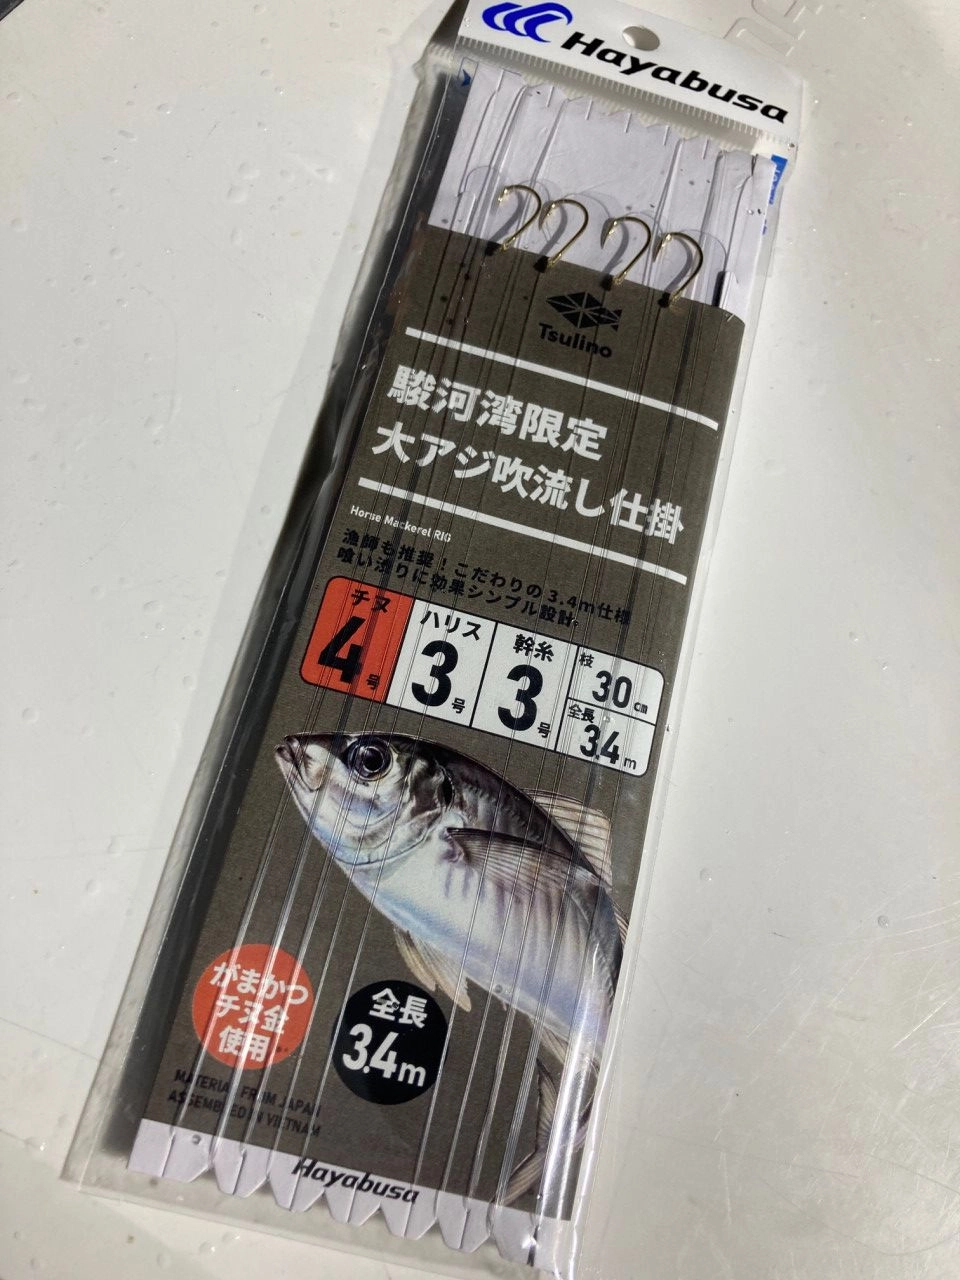 Hayabusa
Tsulino
駿河湾限定
大アジ吹流し仕掛
Horse Mackerel RIG
漁師も推奨！こだわりの3.4m仕様
喰い渋りに効果シンプル設計。
チヌ
4号
ハリス
3号
幹糸
3号
枝
30cm
全長
3.4m
がまかつ
チヌ金
使用
全長
3.4m
MATERIAL FROM JAPAN
ASSEMBLED IN VIETNAM
Hayabusa